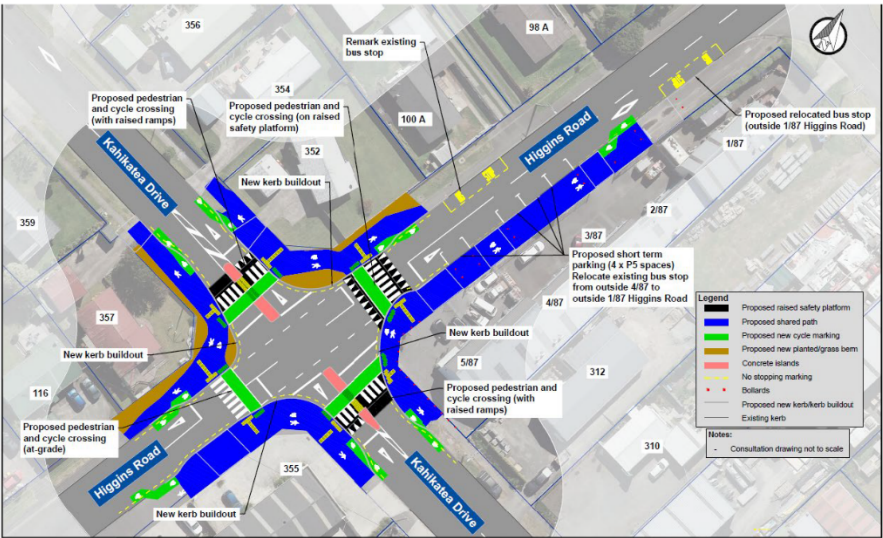 356
98 A
Remark existing
bus stop
354
Proposed pedestrian
and cycle crossing
(with raised ramps)
Proposed pedestrian and
cycle crossing
(on raised
safety platform)
Proposed relocated bus stop
(outside 1/87 Higgins Road)
100 A
Higgins Road
1/87
Kahikatea Drive
352
New kerb buildout
2/87
359
3/87
Proposed short term
parking (4 x P5 spaces)
Relocate existing bus stop
from outside 4/87 to
outside 1/87 Higgins Road
4/87
357
New kerb buildout
New kerb buildout
5/87
312
116
Proposed pedestrian and
cycle crossing (with
raised ramps)
Proposed pedestrian
and cycle crossing
(at-grade)
310
Higgins Road
355
Kahikatea Drive
New kerb buildout
Legend
Proposed raised safety platform
Proposed shared path
Proposed new cycle marking
Proposed new planted/grass berm
Concrete islands
No stopping marking
Bollards
Proposed new kerb/kerb buildout
Existing kerb
Notes:
- Consultation drawing not to scale